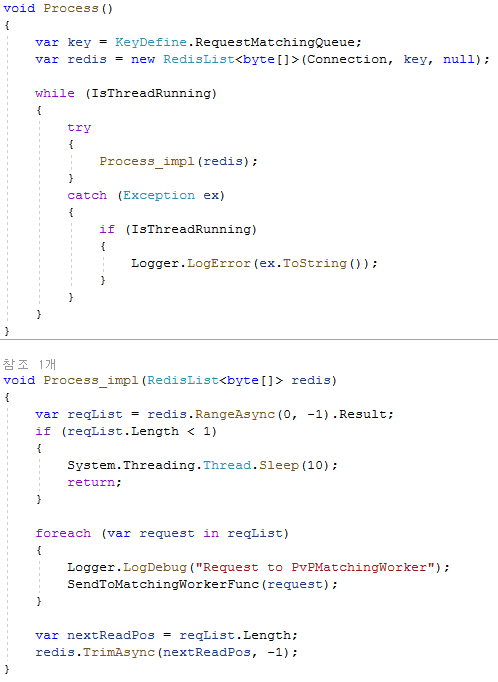 void Process()
{
    var key = KeyDefine.RequestMatchingQueue;
    var redis = new RedisList<byte[]>(Connection, key, null);

    while (IsThreadRunning)
    {
        try
        {
            Process_impl(redis);
        }
        catch (Exception ex)
        {
            if (IsThreadRunning)
            {
                Logger.LogError(ex.ToString());
            }
        }
    }
}
참조 1개
void Process_impl(RedisList<byte[]> redis)
{
    var reqList = redis.RangeAsync(0, -1).Result;
    if (reqList.Length < 1)
    {
        System.Threading.Thread.Sleep(10);
        return;
    }

    foreach (var request in reqList)
    {
        Logger.LogDebug("Request to PvPMatchingWorker");
        SendToMatchingWorkerFunc(request);
    }

    var nextReadPos = reqList.Length;
    redis.TrimAsync(nextReadPos, -1);
}